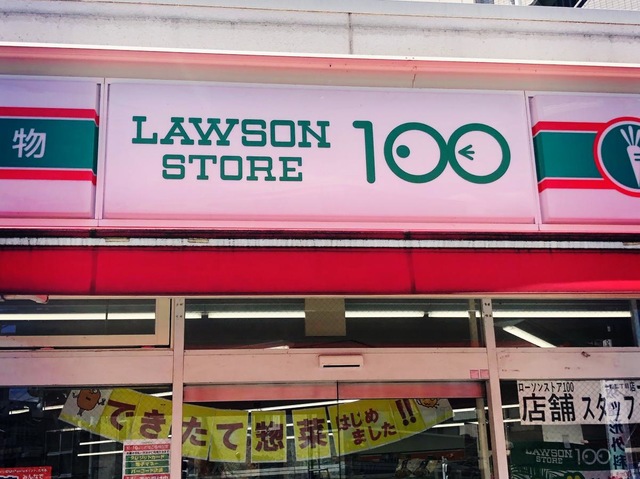 物
LAWSON
STORE
100
ローソンストア100
店舗スタッフ
できたて惣菜はじめ
ました!!
LAWSON
STORE 100